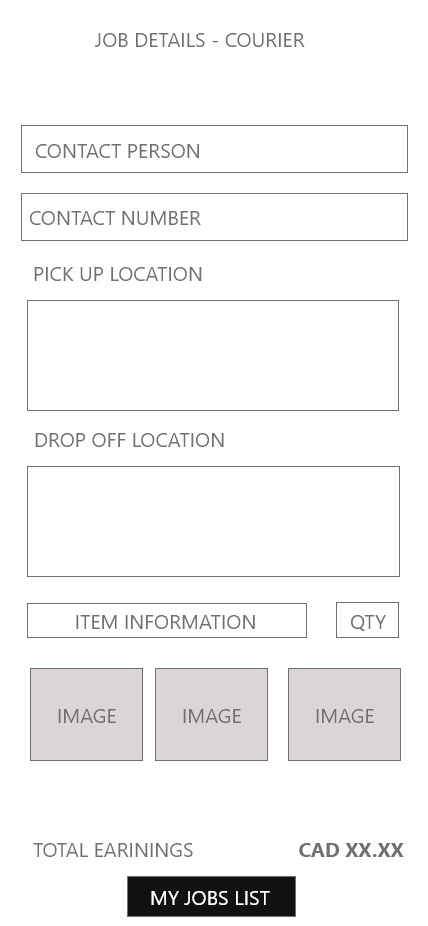 JOB DETAILS - COURIER
CONTACT PERSON
CONTACT NUMBER
PICK UP LOCATION
DROP OFF LOCATION
ITEM INFORMATION QTY
IMAGE IMAGE IMAGE
TOTAL EARININGS CAD XX.XX
MY JOBS LIST